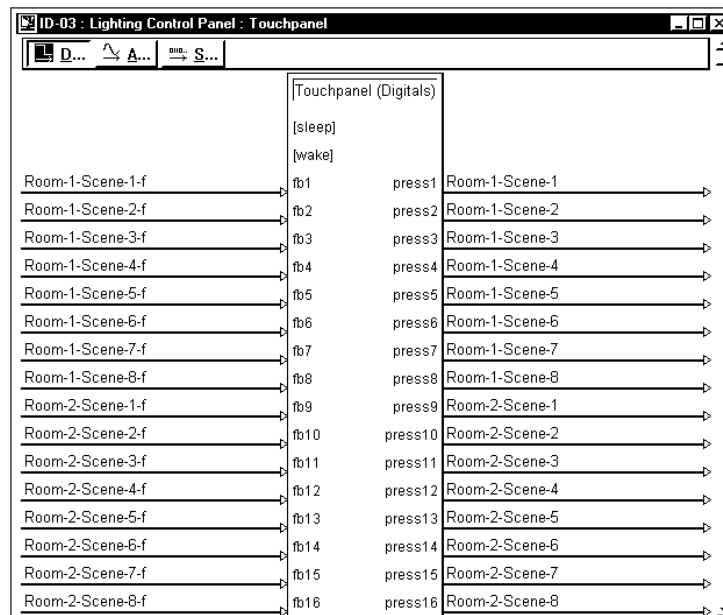 ID-03 : Lighting Control Panel : Touchpanel
D... A... S...
Touchpanel (Digitals)
[sleep]
[wake]
Room-1-Scene-1-f fb1 press1 Room-1-Scene-1
Room-1-Scene-2-f fb2 press2 Room-1-Scene-2
Room-1-Scene-3-f fb3 press3 Room-1-Scene-3
Room-1-Scene-4-f fb4 press4 Room-1-Scene-4
Room-1-Scene-5-f fb5 press5 Room-1-Scene-5
Room-1-Scene-6-f fb6 press6 Room-1-Scene-6
Room-1-Scene-7-f fb7 press7 Room-1-Scene-7
Room-1-Scene-8-f fb8 press8 Room-1-Scene-8
Room-2-Scene-1-f fb9 press9 Room-2-Scene-1
Room-2-Scene-2-f fb10 press10 Room-2-Scene-2
Room-2-Scene-3-f fb11 press11 Room-2-Scene-3
Room-2-Scene-4-f fb12 press12 Room-2-Scene-4
Room-2-Scene-5-f fb13 press13 Room-2-Scene-5
Room-2-Scene-6-f fb14 press14 Room-2-Scene-6
Room-2-Scene-7-f fb15 press15 Room-2-Scene-7
Room-2-Scene-8-f fb16 press16 Room-2-Scene-8